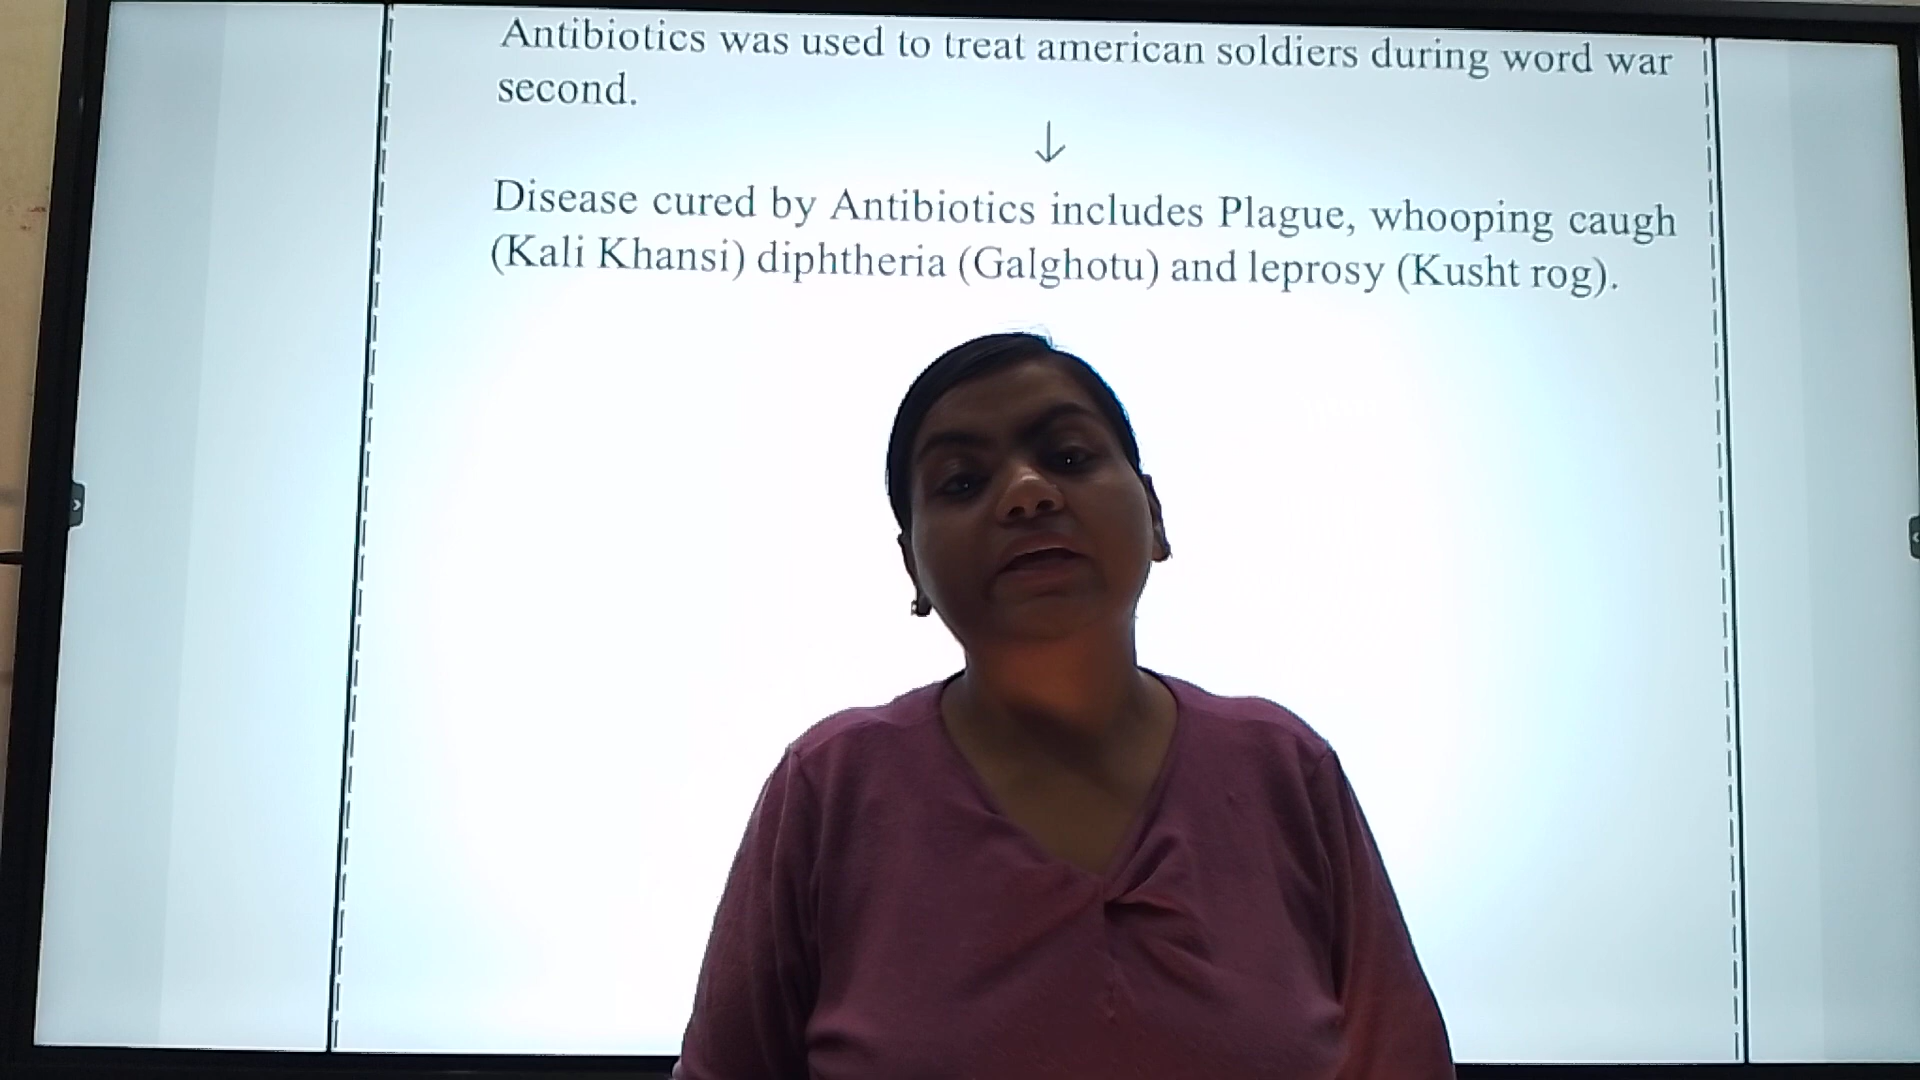 Antibiotics was used to treat american soldiers during word war
second.
↓
Disease cured by Antibiotics includes Plague, whooping caugh
(Kali Khansi) diphtheria (Galghotu) and leprosy (Kusht rog).